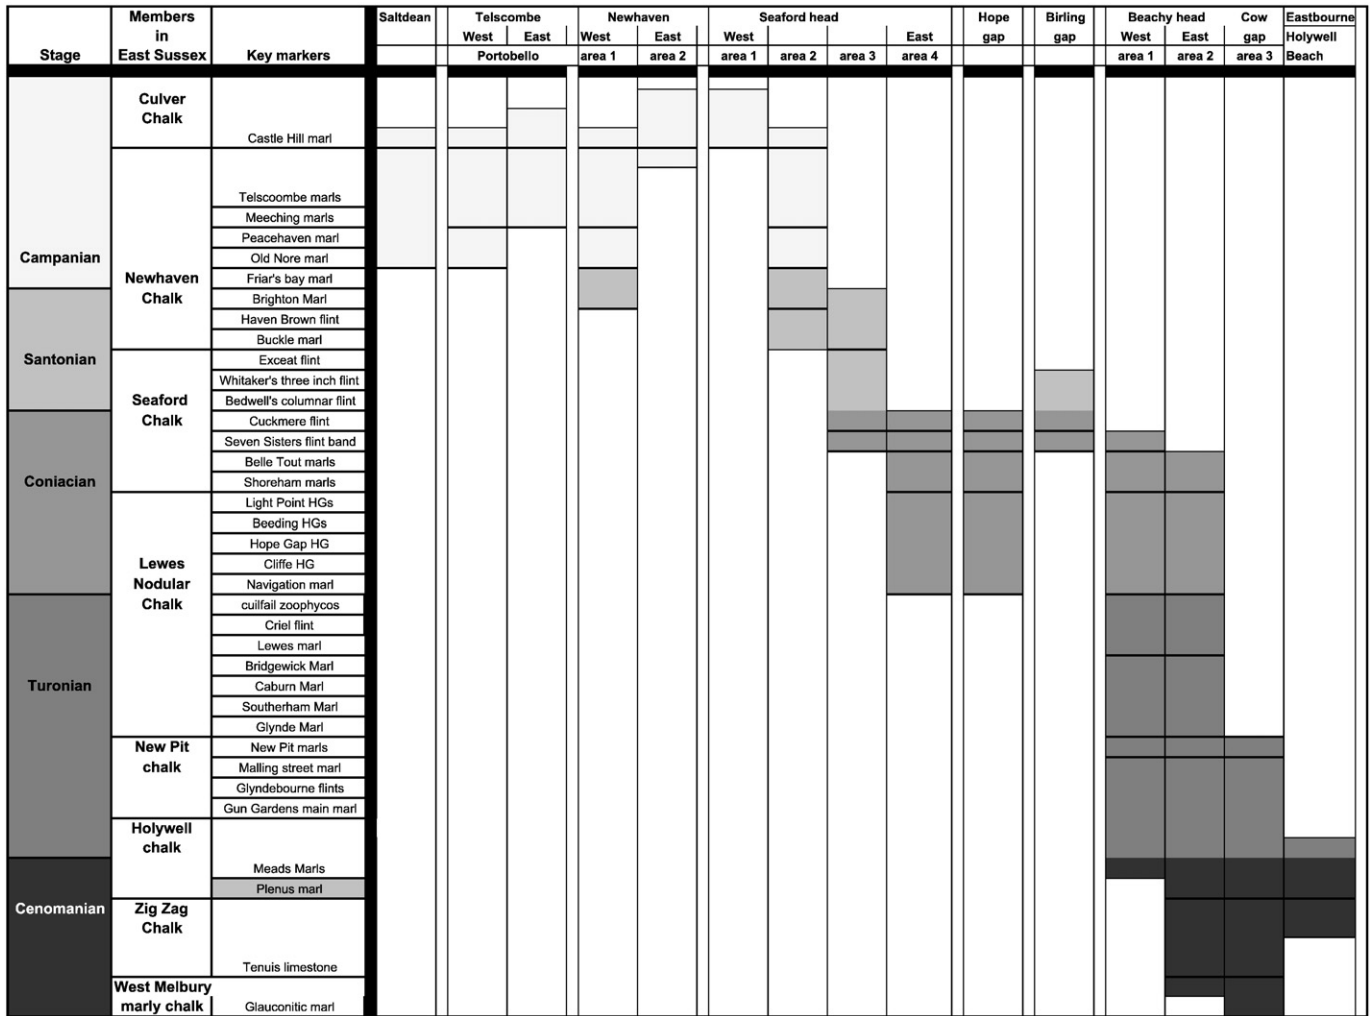 Saltdean Telscombe Newhaven Seaford head Hope Birling Beachy head Cow Eastbourne
Members
in
East Sussex
Stage Key markers
West East West East West East gap gap West East gap Holywell
Portobello area 1 area 2 area 1 area 2 area 3 area 4 area 1 area 2 area 3 Beach
Culver
Chalk
Castle Hill marl
Telscoombe marls
Meeching marls
Peacehaven marl
Campanian
Old Nore marl
Newhaven
Chalk
Friar's bay marl
Brighton Marl
Haven Brown flint
Buckle marl
Santonian
Exceat flint
Whitaker's three inch flint
Seaford
Chalk
Bedwell's columnar flint
Cuckmere flint
Seven Sisters flint band
Belle Tout marls
Coniacian
Shoreham marls
Light Point HGs
Beeding HGs
Hope Gap HG
Lewes
Nodular
Chalk
Cliffe HG
Navigation marl
cuilfail zoophycos
Criel flint
Lewes marl
Bridgewick Marl
Turonian
Caburn Marl
Southerham Marl
Glynde Marl
New Pit
chalk
New Pit marls
Malling street marl
Glyndebourne flints
Gun Gardens main marl
Holywell
chalk
Meads Marls
Plenus marl
Cenomanian
Zig Zag
Chalk
Tenuis limestone
West Melbury
marly chalk
Glauconitic marl